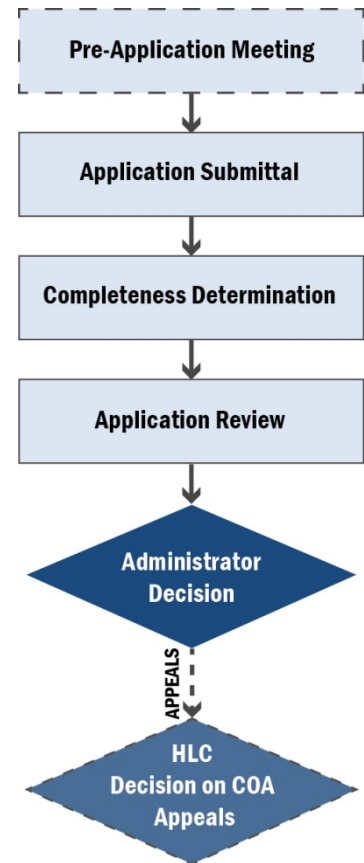 Pre-Application Meeting
Application Submittal
Completeness Determination
Application Review
Administrator
Decision
APPEALS
HLC
Decision on COA
Appeals